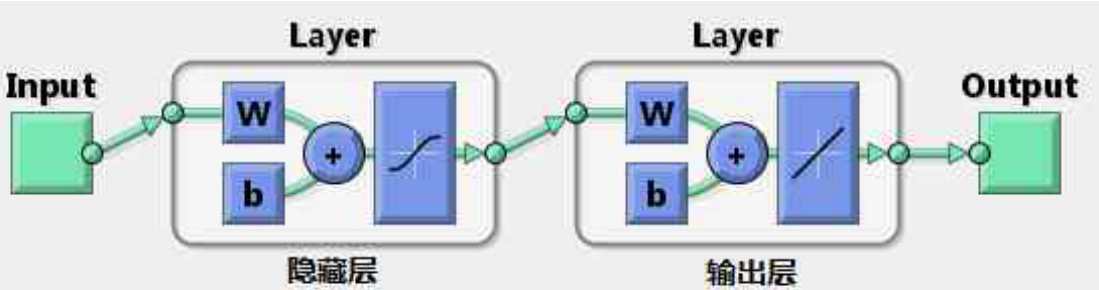 Layer
Layer
Input
Output
W
+
b
W
+
b
隐藏层
输出层